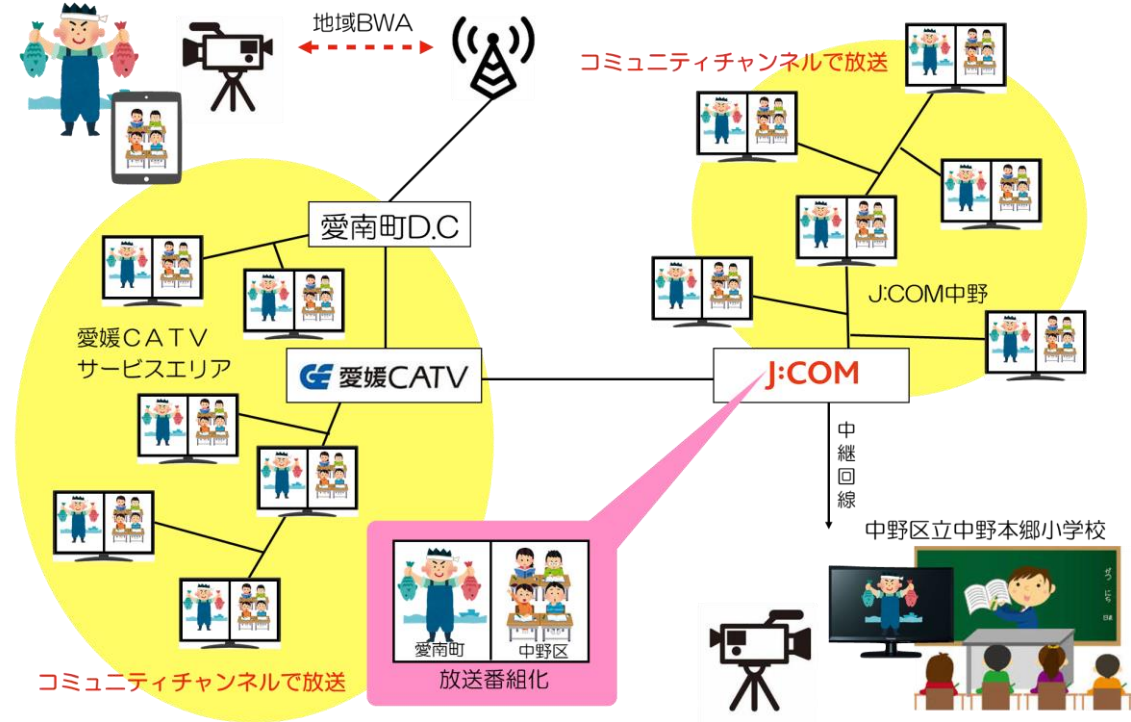 地域BWA
コミュニティチャンネルで放送
愛南町D.C
愛媛CATV
サービスエリア
J:COM中野
愛媛CATV
J:COM
中継回線
中野区立中野本郷小学校
愛南町
中野区
放送番組化
コミュニティチャンネルで放送